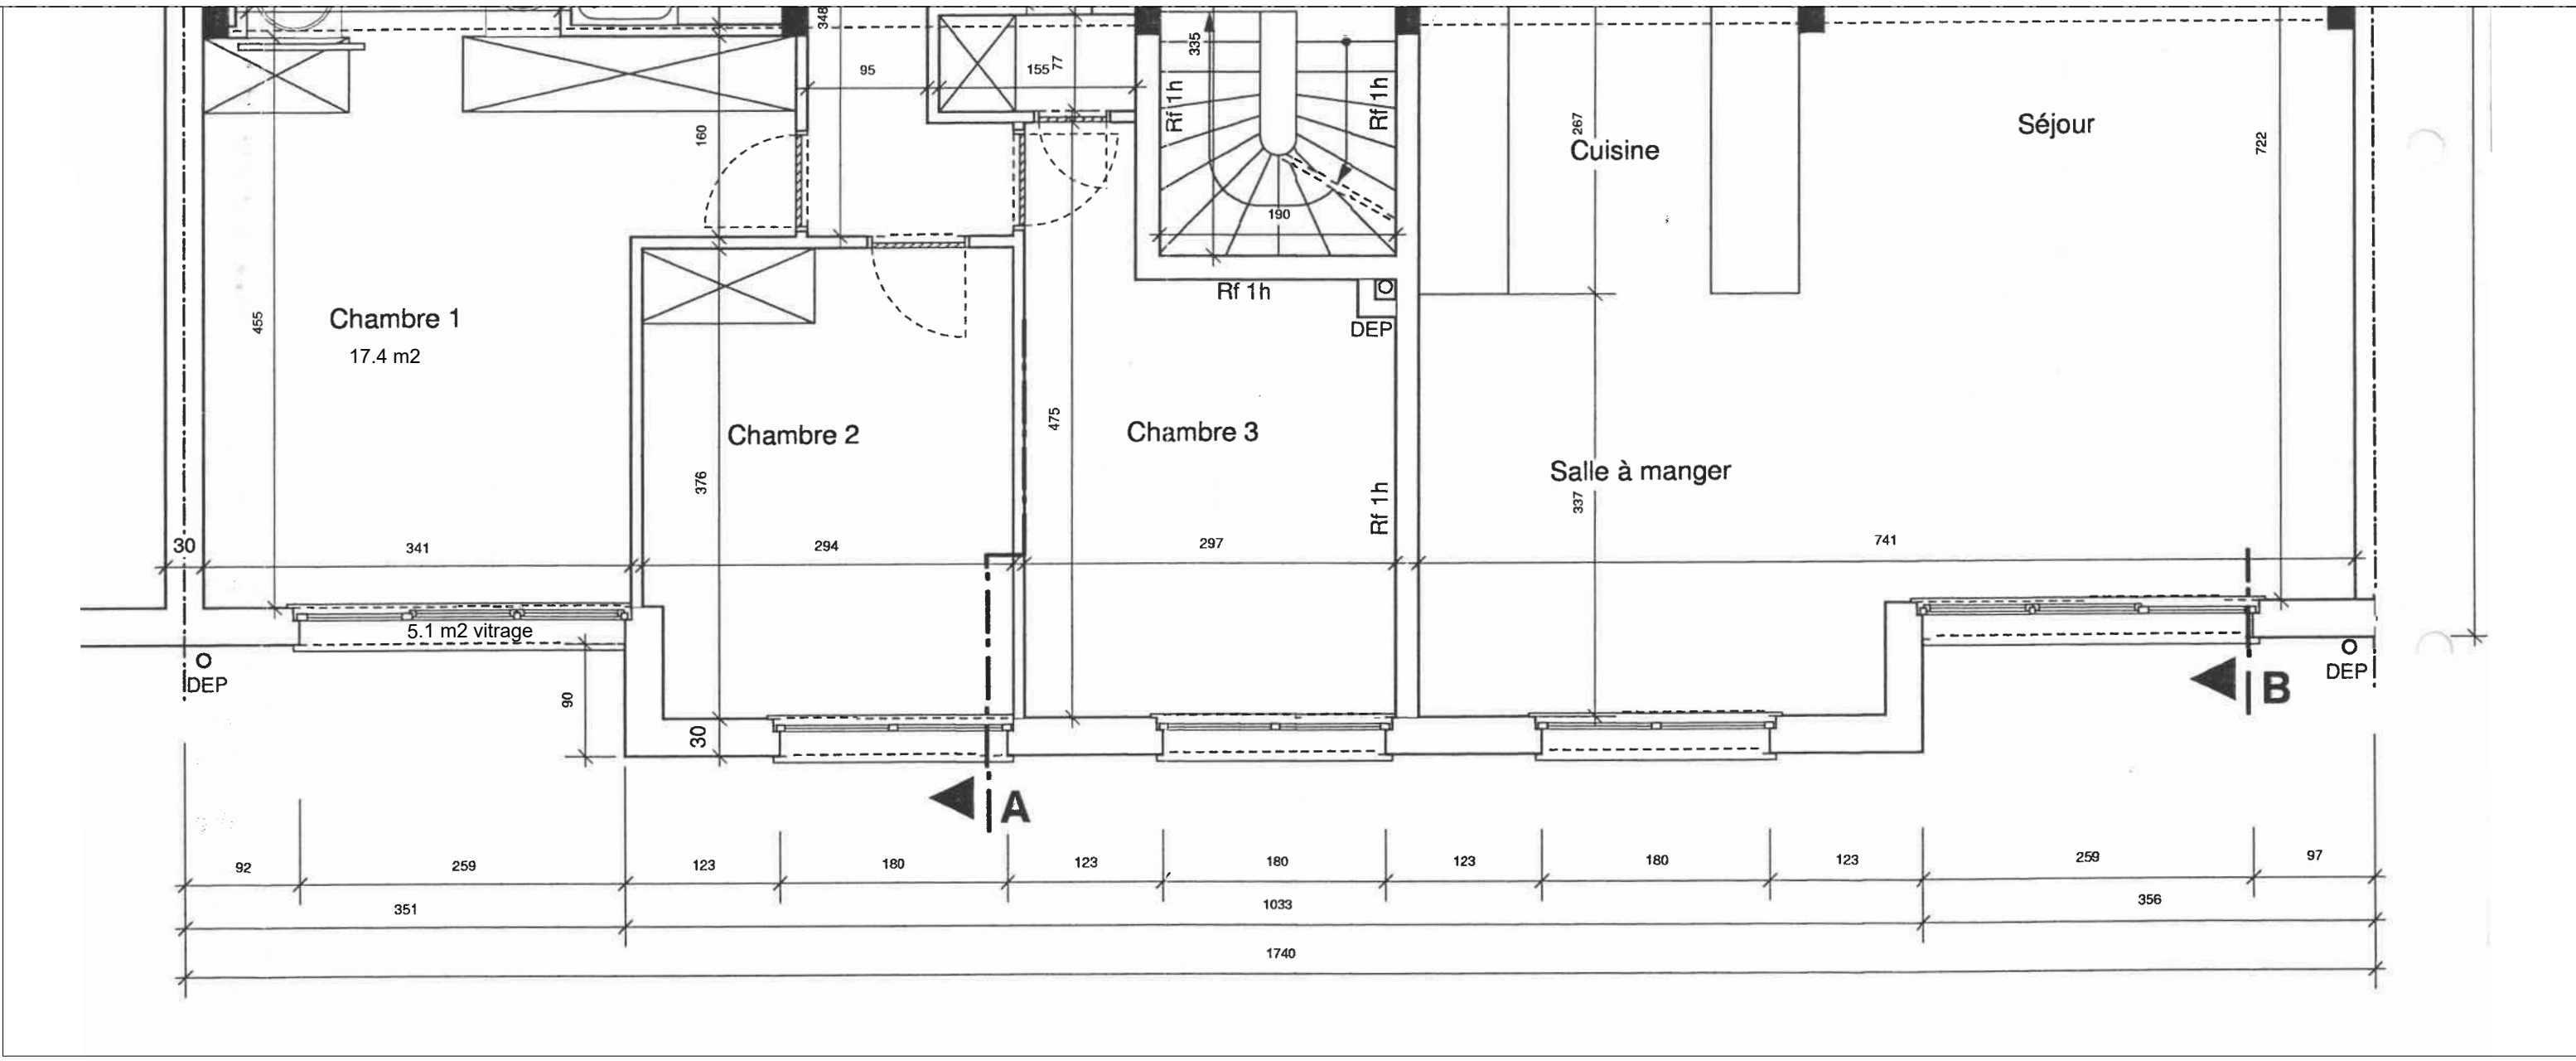 348
335
95
155
77
Rf 1h
Rf 1h
160
267
Cuisine
Séjour
722
190
Rf 1h
DEP
Chambre 1
17.4 m2
455
Chambre 2
376
475
Chambre 3
Rf 1h
Salle à manger
337
30
341
294
297
741
5.1 m2 vitrage
DEP
90
30
DEP
B
A
92
259
123
180
123
180
123
180
123
259
97
351
1033
356
1740